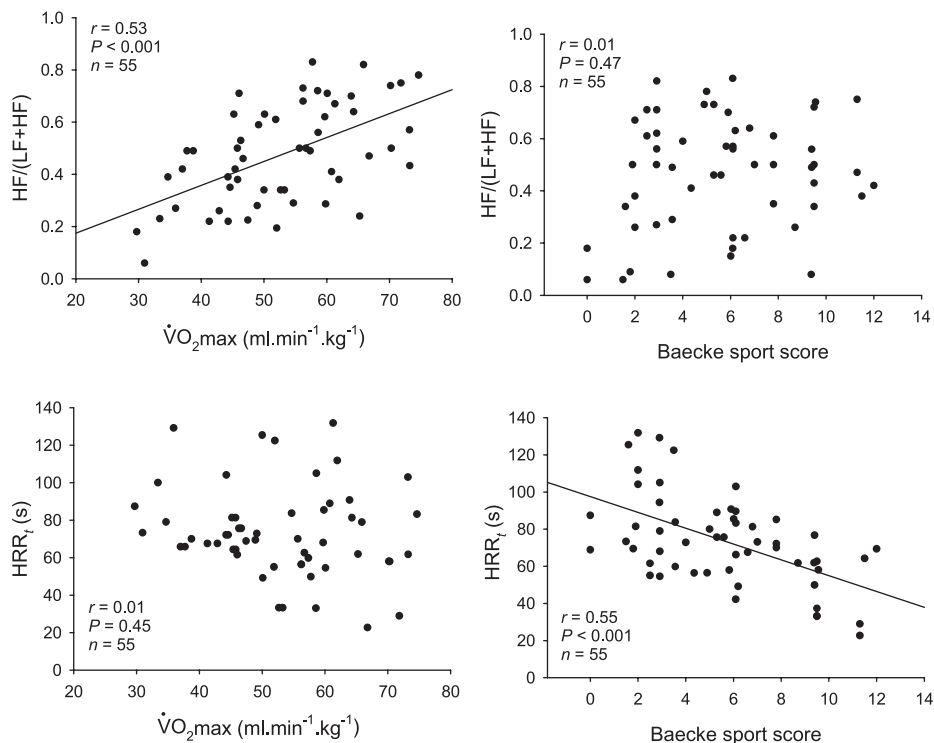 r = 0.53
P < 0.001
n = 55
1.0
0.8
0.6
0.4
0.2
0.0
HF/(LF+HF)
20 30 40 50 60 70 80
V̇O₂max (ml.min⁻¹.kg⁻¹)
r = 0.01
P = 0.47
n = 55
1.0
0.8
0.6
0.4
0.2
0.0
HF/(LF+HF)
0 2 4 6 8 10 12 14
Baecke sport score
140
120
100
80
60
40
20
0
HRRt (s)
r = 0.01
P = 0.45
n = 55
20 30 40 50 60 70 80
V̇O₂max (ml.min⁻¹.kg⁻¹)
140
120
100
80
60
40
20
0
HRRt (s)
r = 0.55
P < 0.001
n = 55
0 2 4 6 8 10 12 14
Baecke sport score